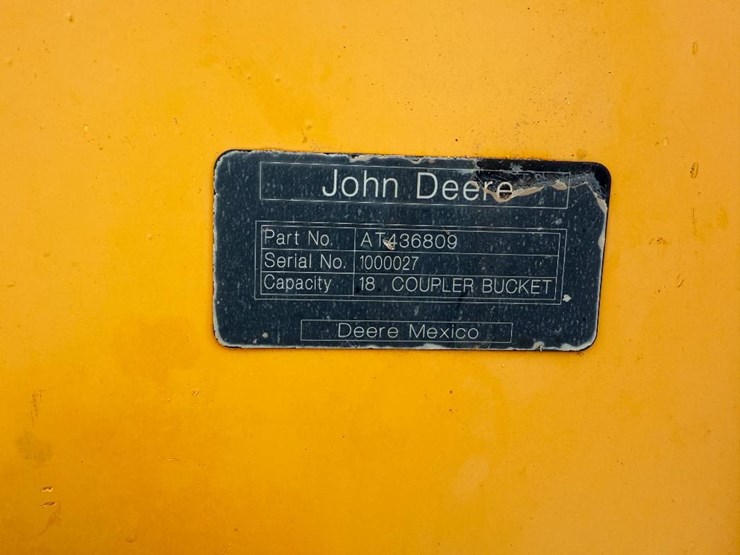 John Deere
Part No. AT436809
Serial No. 1000027
Capacity 18 COUPLER BUCKET
Deere Mexico